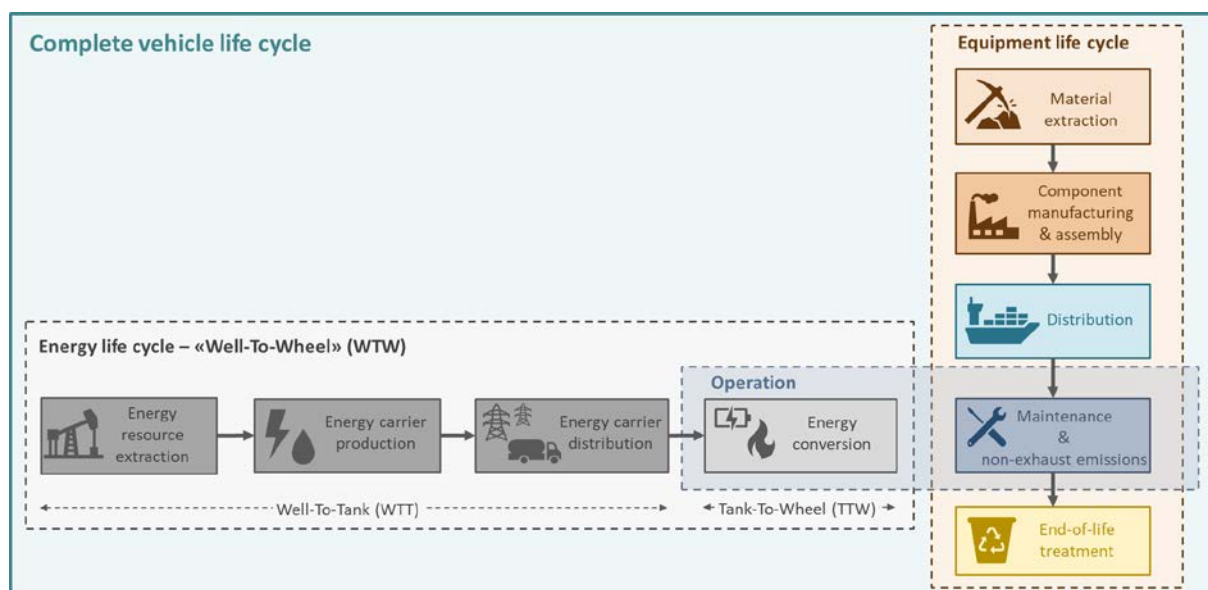 Complete vehicle life cycle
Equipment life cycle
Material
extraction
Component
manufacturing
& assembly
Distribution
Energy life cycle – «Well-To-Wheel» (WTW)
Operation
Energy
resource
extraction
Energy carrier
production
Energy carrier
distribution
Energy
conversion
Maintenance
&
non-exhaust emissions
Well-To-Tank (WTT)
Tank-To-Wheel (TTW)
End-of-life
treatment